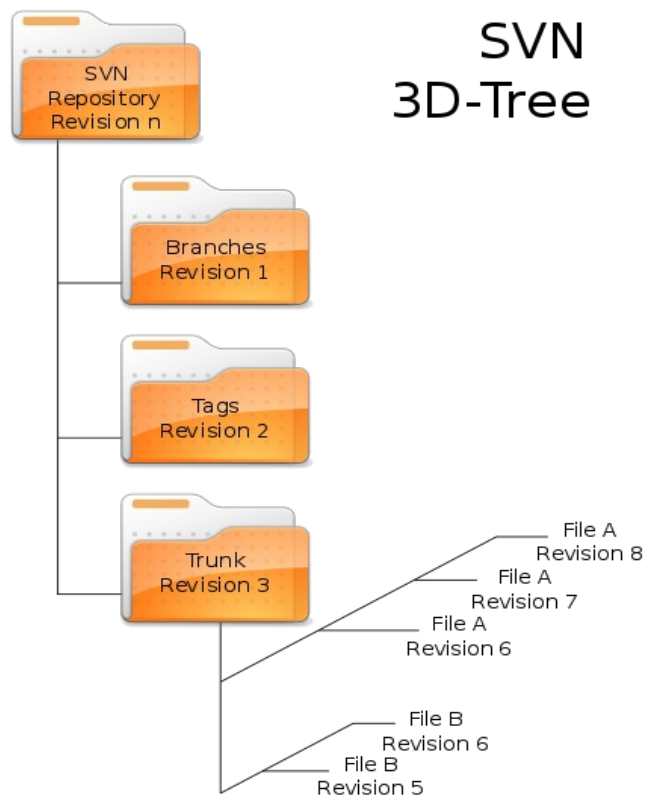 SVN
3D-Tree
SVN
Repository
Revision n
Branches
Revision 1
Tags
Revision 2
Trunk
Revision 3
File A
Revision 8
File A
Revision 7
File A
Revision 6
File B
Revision 6
File B
Revision 5